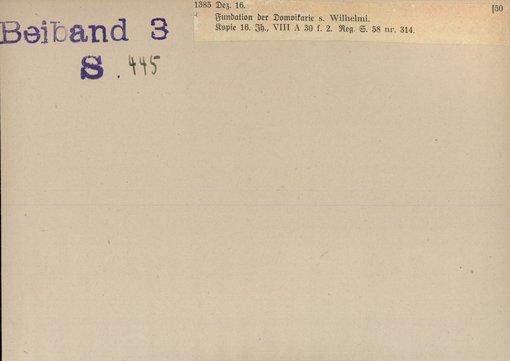 1385 Dez. 16. [50
Fundation der Domvikarie s. Wilhelmi.
Kopie 16. Jh., VIII A 30 f. 2. Reg. S. 58 nr. 314.
Beiband 3
S. 445